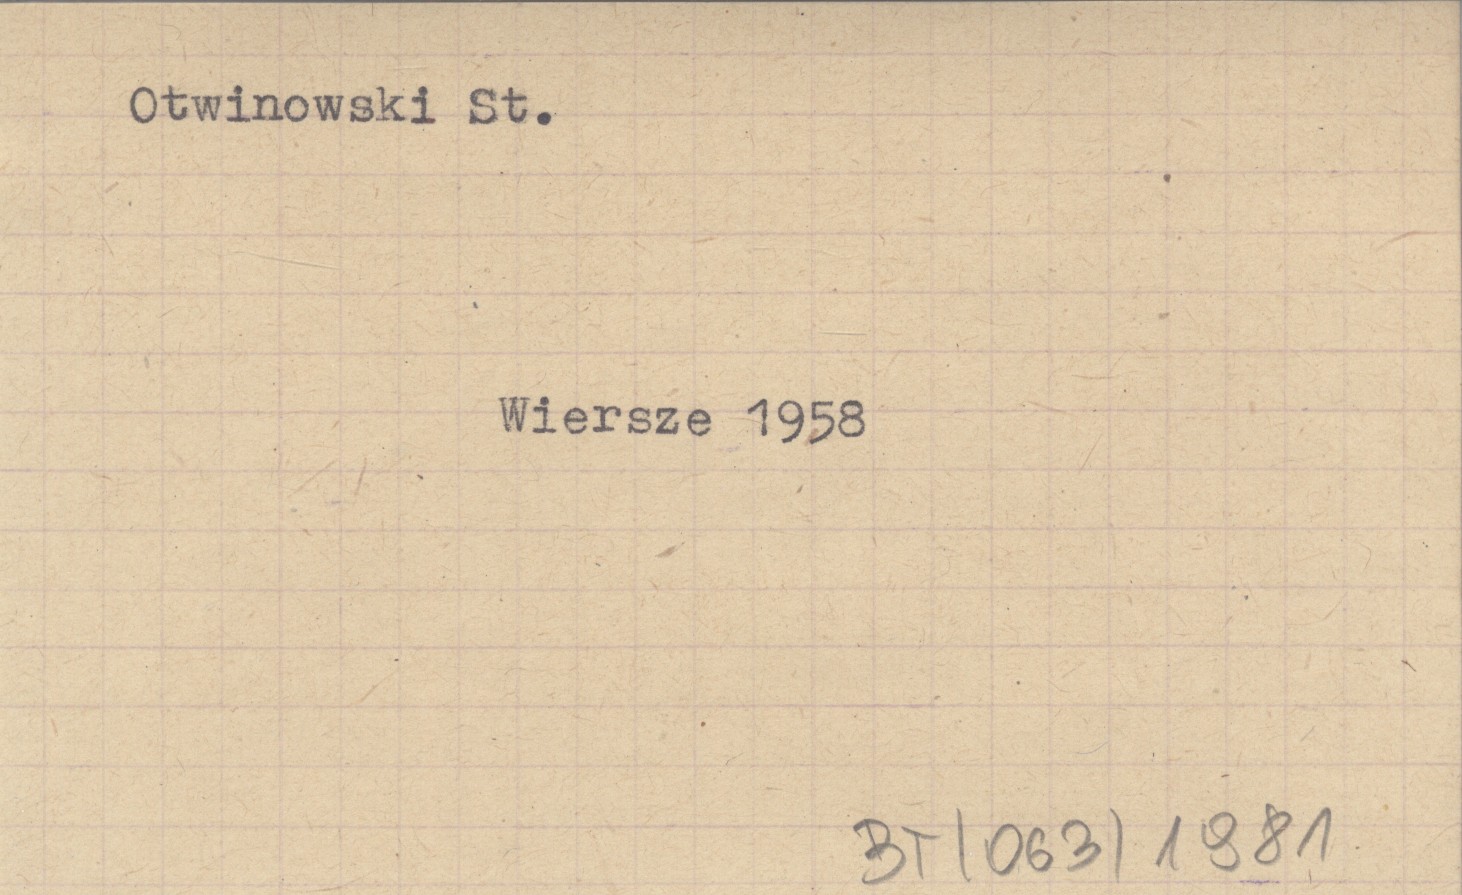 Otwinowski St.
Wiersze 1958
BT (063) 1981